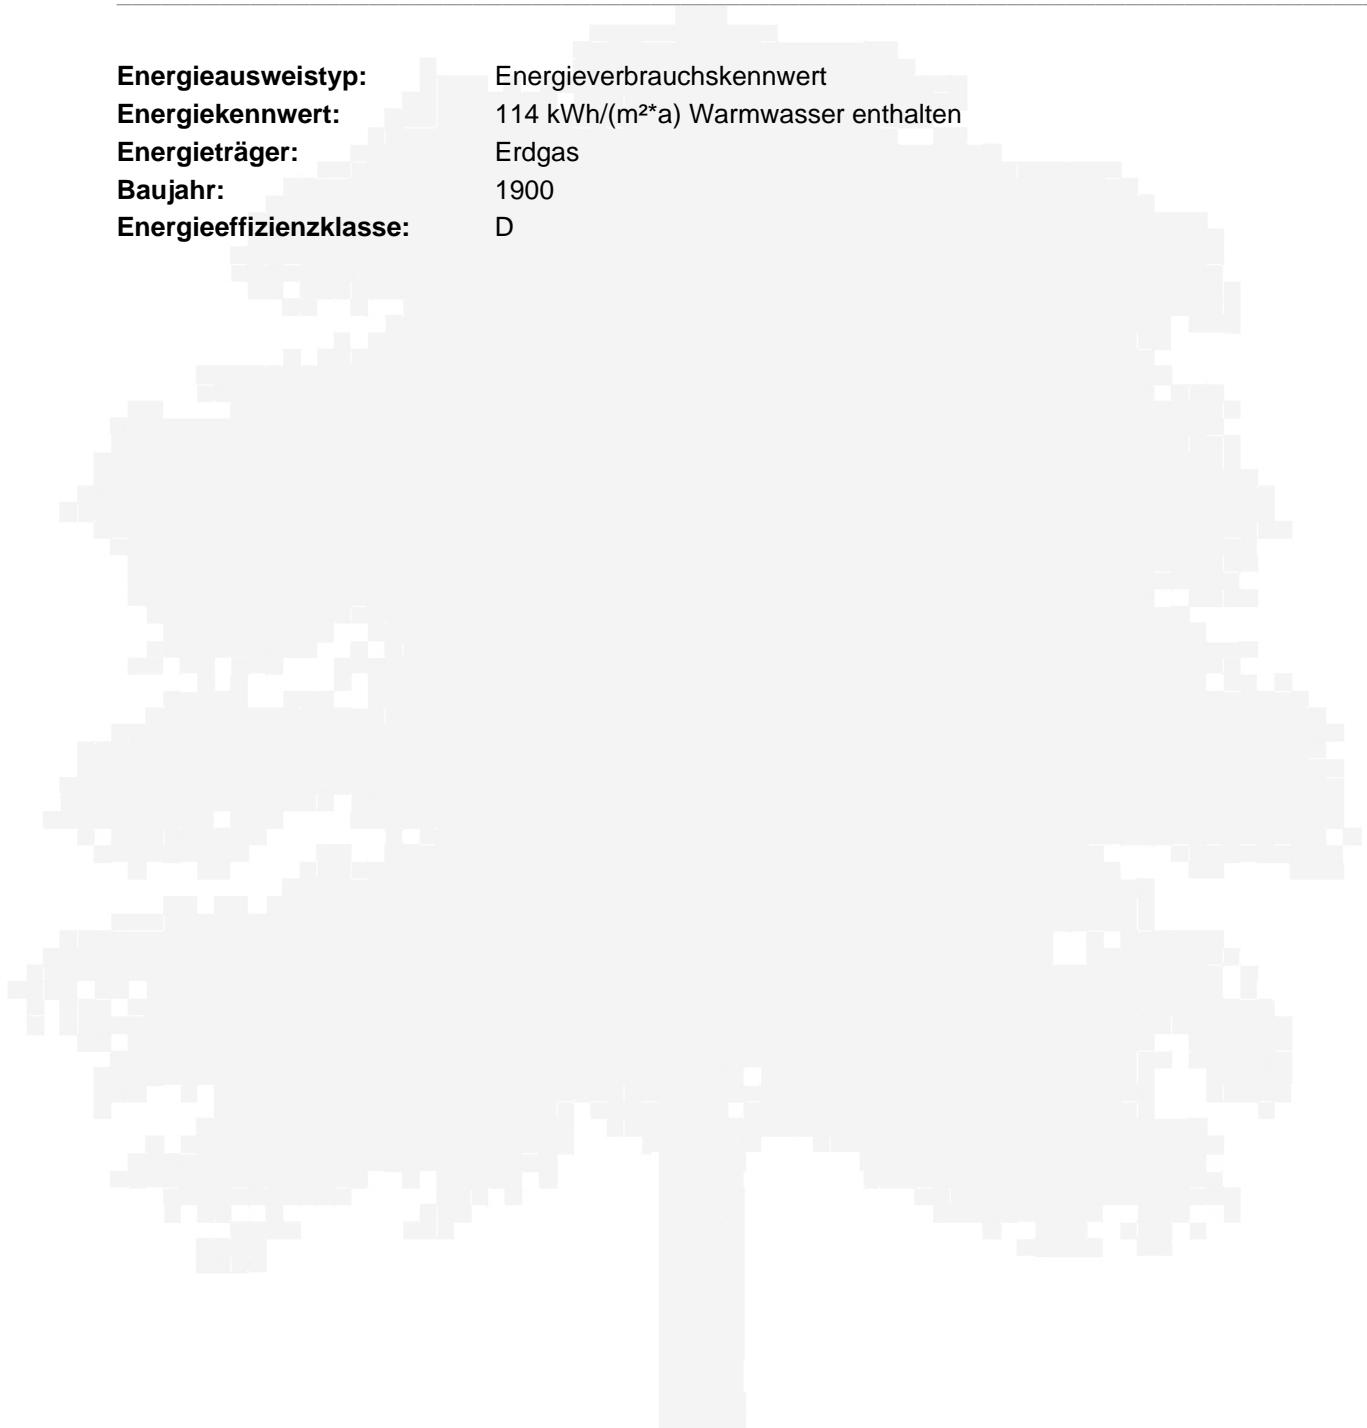 Energieausweistyp: Energieverbrauchskennwert
Energiekennwert: 114 kWh/(m²*a) Warmwasser enthalten
Energieträger: Erdgas
Baujahr: 1900
Energieeffizienzklasse: D